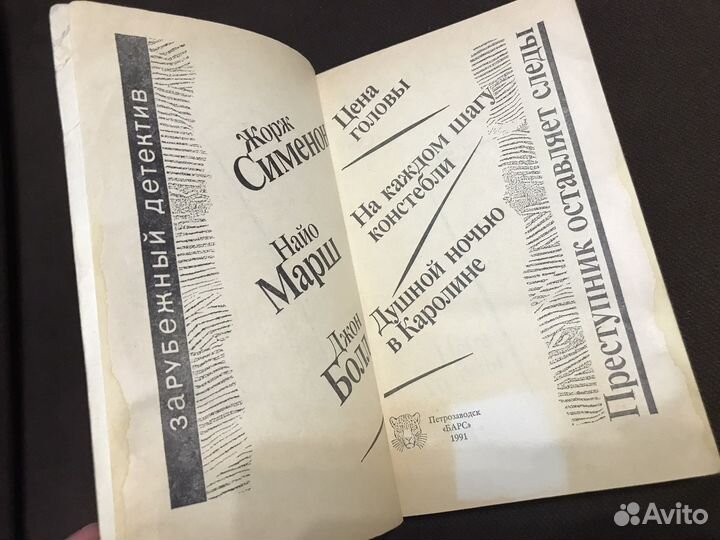 зарубежный детектив
Жорж
Сименон
Найо
Марш
Джон
Болл
Цена
головы
На каждом шагу
констебли
Душной ночью
в Каролине
Преступник оставляет следы
Петрозаводск
«БАРС»
1991
Avito